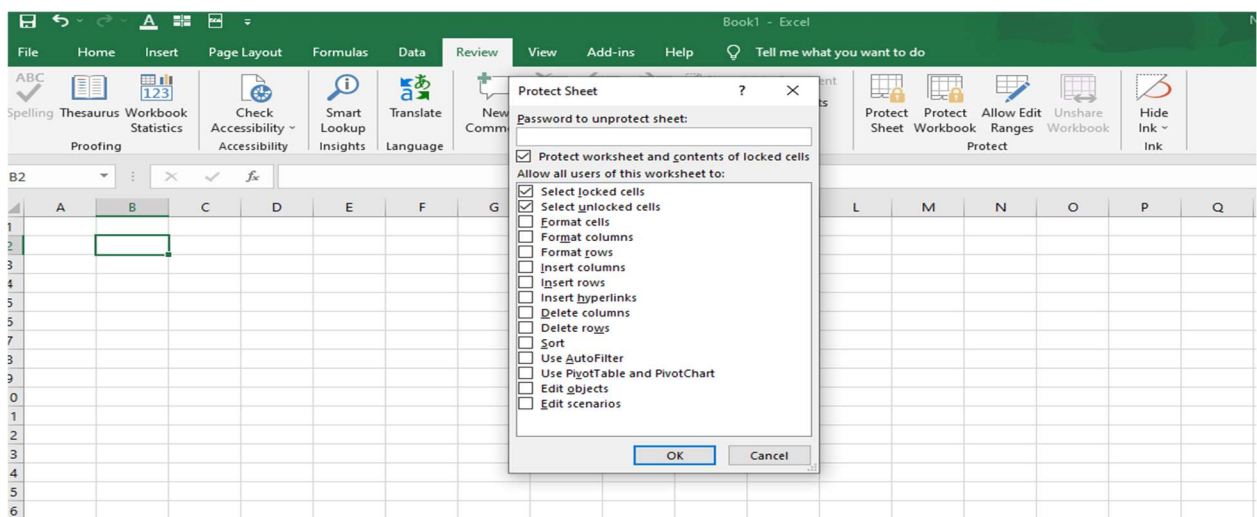 Book1 - Excel
File Home Insert Page Layout Formulas Data Review View Add-ins Help Tell me what you want to do
ABC
Spelling Thesaurus Workbook Statistics
123
Check Accessibility
Smart Lookup
Translate
New
Protect Sheet Protect Workbook Allow Edit Ranges Unshare Workbook
Hide Ink
Proofing Accessibility Insights Language Protect Ink
B2 fx
A B C D E F G L M N O P Q
Protect Sheet ?
Password to unprotect sheet:
Protect worksheet and contents of locked cells
Allow all users of this worksheet to:
Select locked cells
Select unlocked cells
Format cells
Format columns
Format rows
Insert columns
Insert rows
Insert hyperlinks
Delete columns
Delete rows
Sort
Use AutoFilter
Use PivotTable and PivotChart
Edit objects
Edit scenarios
OK Cancel